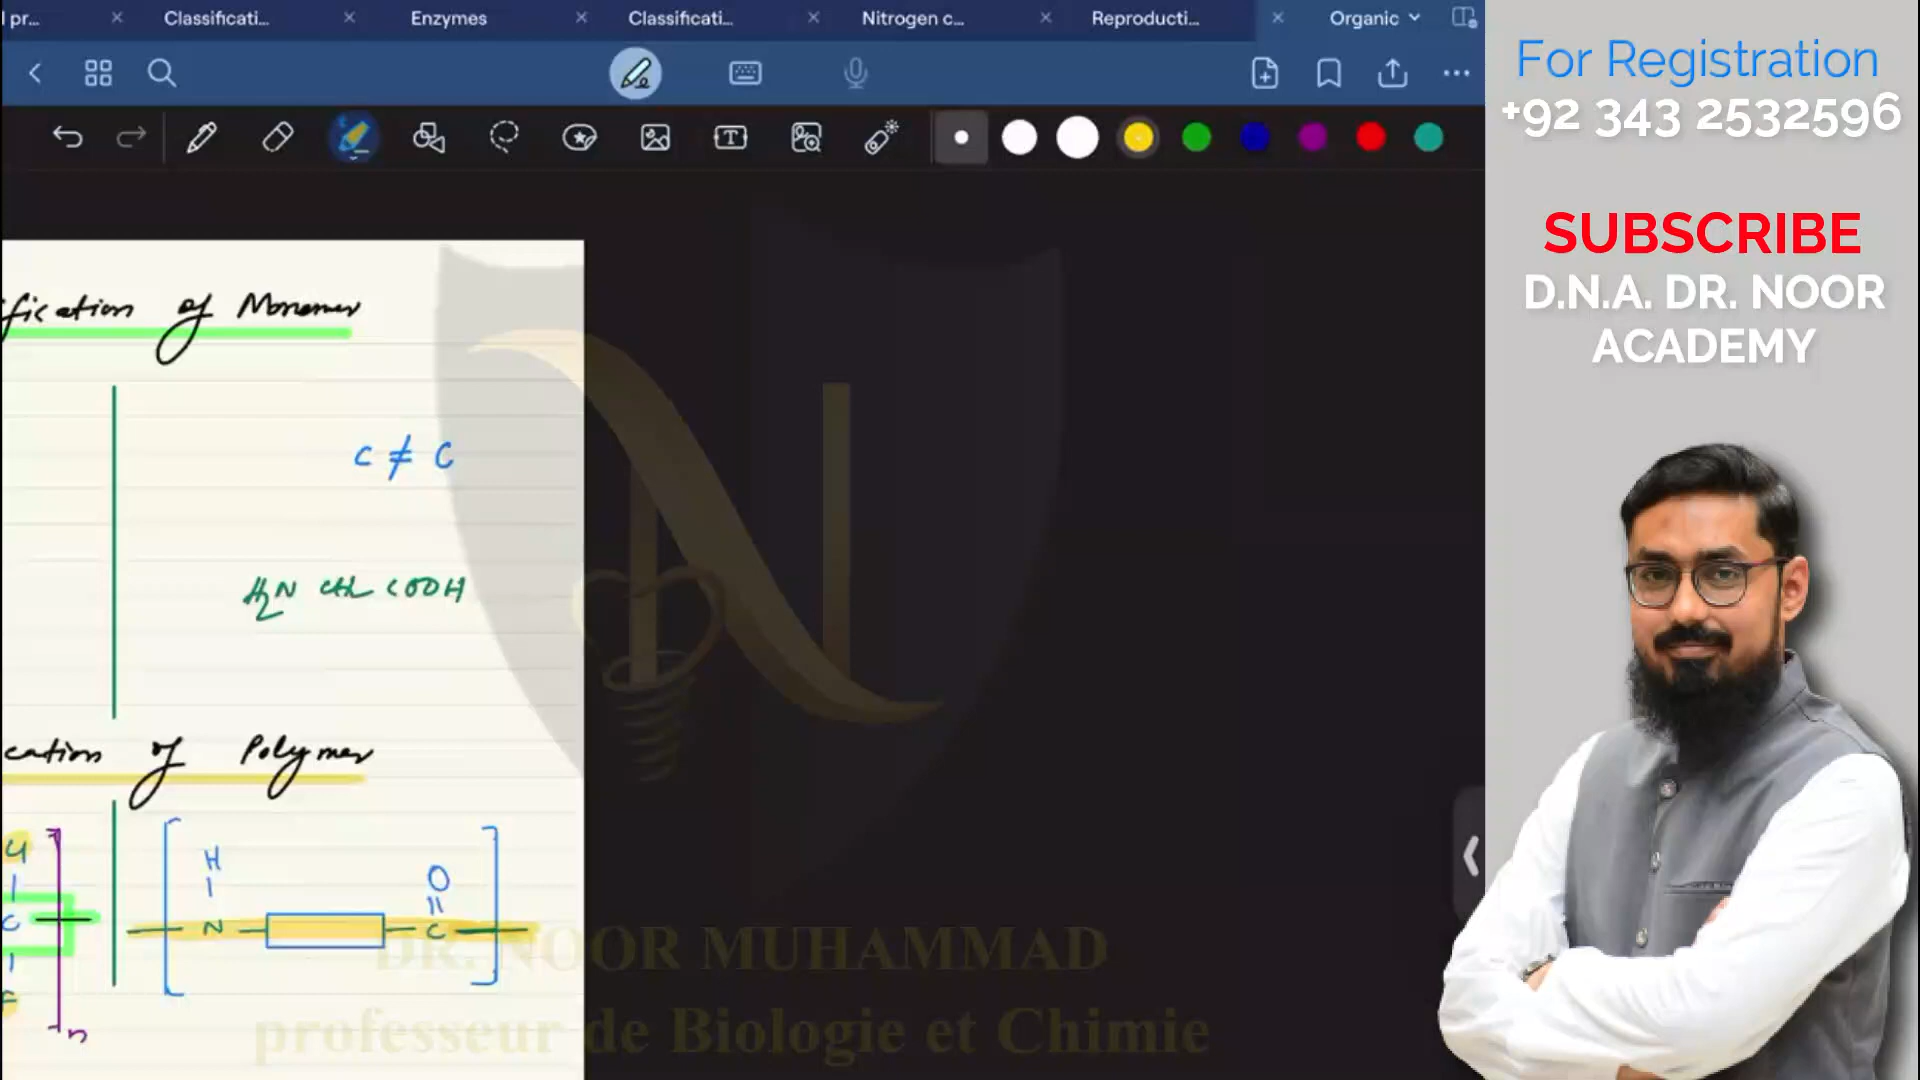 pr...
Classificati...
Enzymes
Classificati...
Nitrogen c...
Reproducti...
Organic
For Registration
+92 343 2532596
SUBSCRIBE
D.N.A. DR. NOOR
ACADEMY
fication of Monomer
C ≠ C
H2N CH2 COOH
cation of Polymer
H
O
N
C
C
n
DR. NOOR MUHAMMAD
professeur de Biologie et Chimie